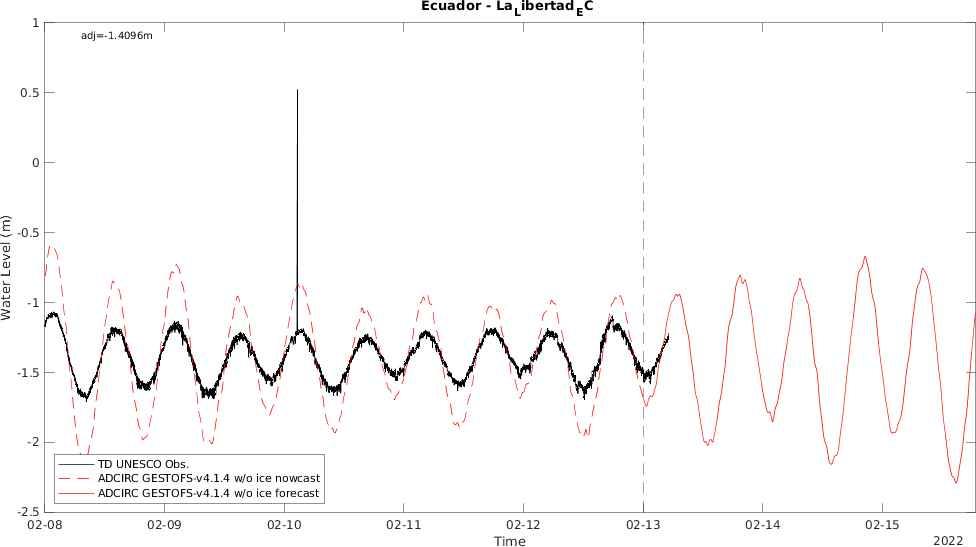 Ecuador - LaLibertadEC
adj=-1.4096m
1
0.5
0
-0.5
-1
-1.5
-2
-2.5
Water Level (m)
TD UNESCO Obs.
ADCIRC GESTOFS-v4.1.4 w/o ice nowcast
ADCIRC GESTOFS-v4.1.4 w/o ice forecast
02-08 02-09 02-10 02-11 02-12 02-13 02-14 02-15
Time
2022